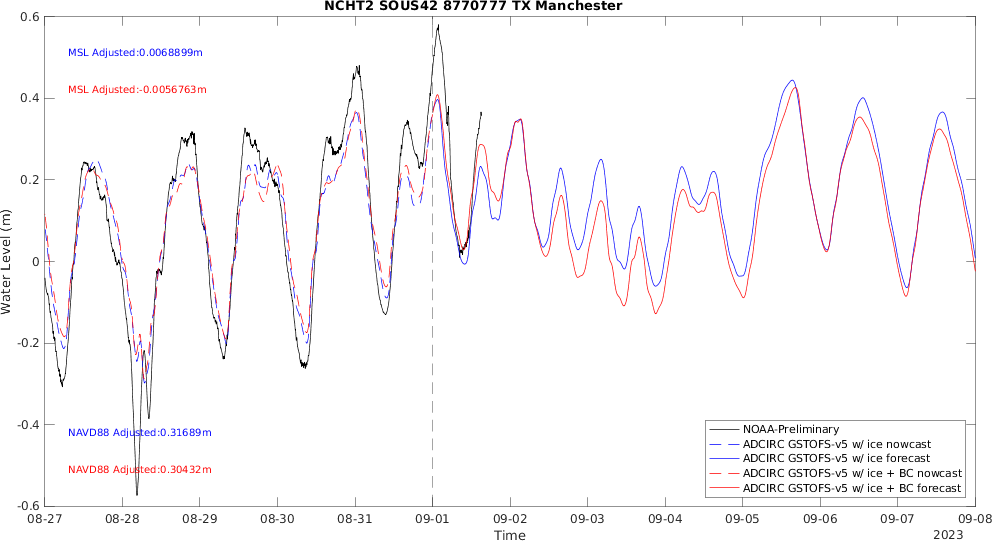 NCHT2 SOUS42 8770777 TX Manchester
0.6
0.4
0.2
0
-0.2
-0.4
-0.6
Water Level (m)
MSL Adjusted:0.0068899m
MSL Adjusted:-0.0056763m
NAVD88 Adjusted:0.31689m
NAVD88 Adjusted:0.30432m
NOAA-Preliminary
ADCIRC GSTOFS-v5 w/ ice nowcast
ADCIRC GSTOFS-v5 w/ ice forecast
ADCIRC GSTOFS-v5 w/ ice + BC nowcast
ADCIRC GSTOFS-v5 w/ ice + BC forecast
08-27 08-28 08-29 08-30 08-31 09-01 09-02 09-03 09-04 09-05 09-06 09-07 09-08
Time
2023